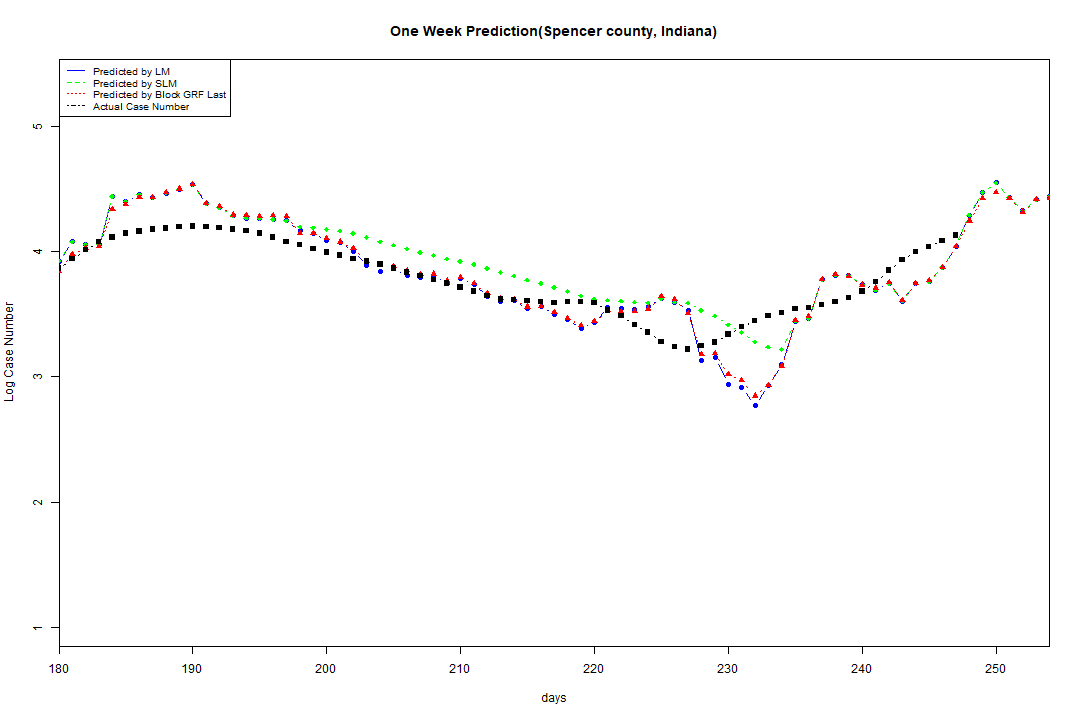 One Week Prediction(Spencer county, Indiana)
Predicted by LM
Predicted by SLM
Predicted by Block GRF Last
Actual Case Number
5
4
3
2
1
Log Case Number
180 190 200 210 220 230 240 250
days